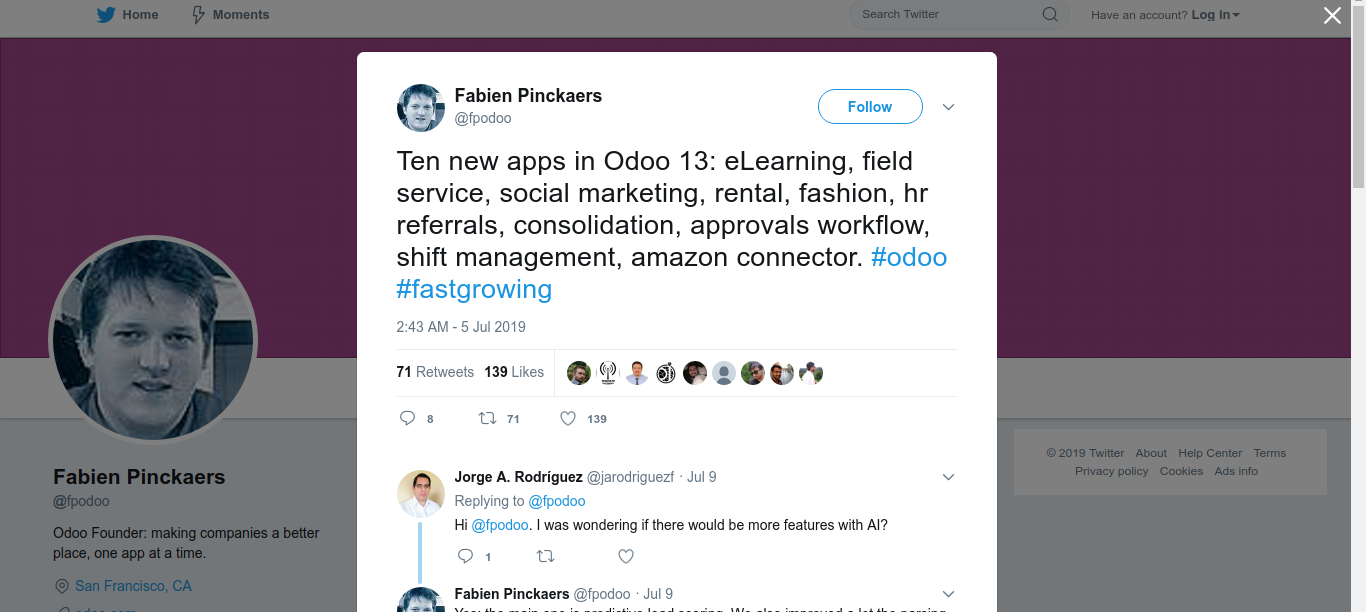 Home
Moments
Search Twitter
Have an account? Log in
Fabien Pinckaers
@fpodoo
Follow
Ten new apps in Odoo 13: eLearning, field
service, social marketing, rental, fashion, hr
referrals, consolidation, approvals workflow,
shift management, amazon connector. #odoo
#fastgrowing
2:43 AM - 5 Jul 2019
71 Retweets 139 Likes
8 71 139
Jorge A. Rodríguez @jarodriguezf · Jul 9
Replying to @fpodoo
Hi @fpodoo. I was wondering if there would be more features with AI?
1
Fabien Pinckaers @fpodoo · Jul 9
Fabien Pinckaers
@fpodoo
Odoo Founder: making companies a better
place, one app at a time.
San Francisco, CA
odoo.com
© 2019 Twitter About Help Center Terms
Privacy policy Cookies Ads info